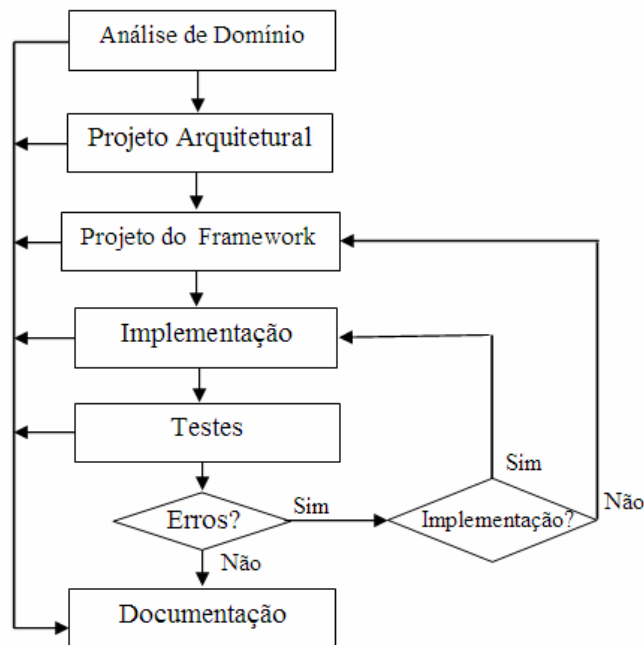 Análise de Domínio
Projeto Arquitetural
Projeto do Framework
Implementação
Testes
Sim
Não
Erros?
Sim
Implementação?
Não
Documentação